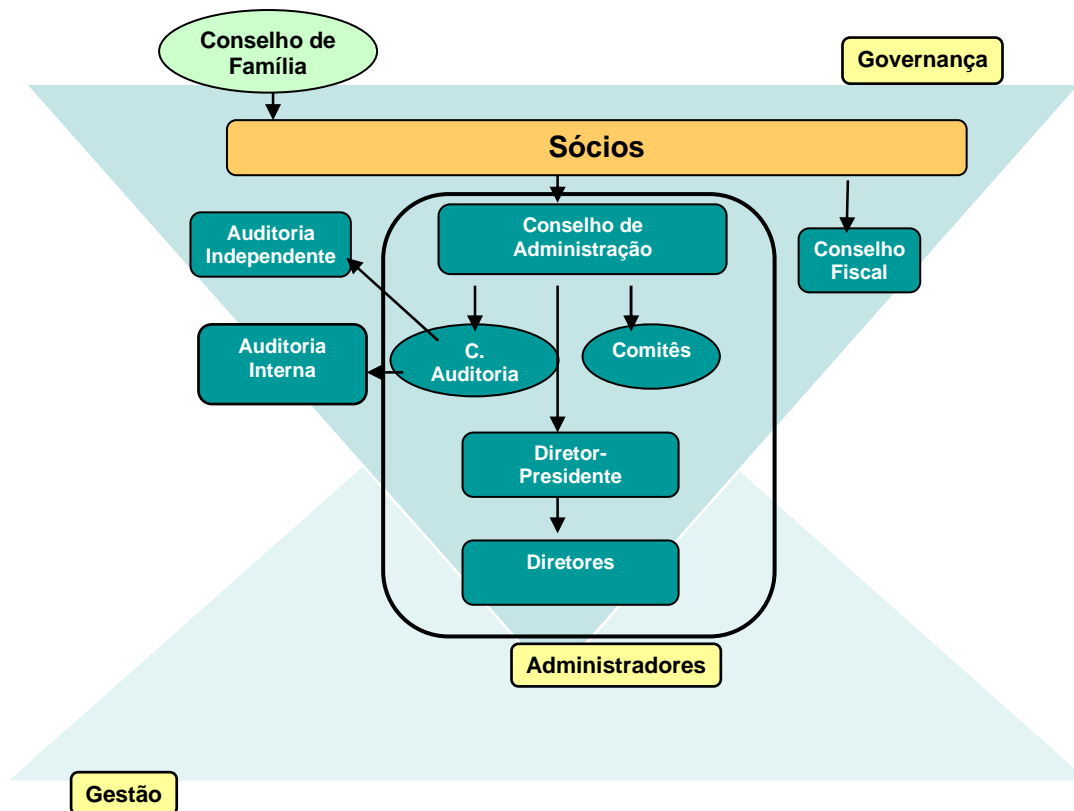 Conselho de
Família
Governança
Sócios
Auditoria
Independente
Conselho de
Administração
Conselho
Fiscal
Auditoria
Interna
C.
Auditoria
Comitês
Diretor-
Presidente
Diretores
Administradores
Gestão